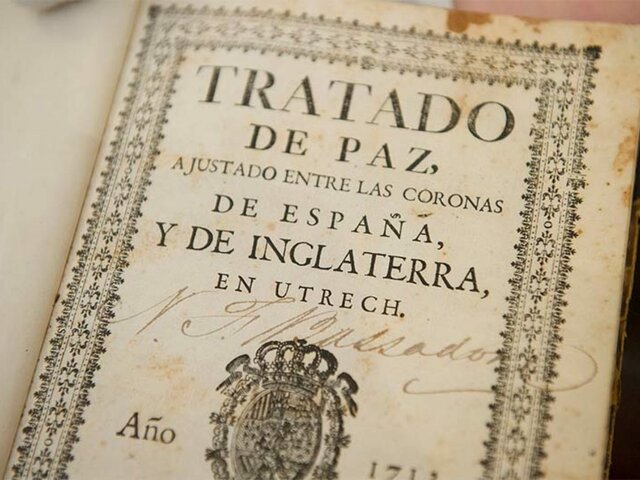 TRATADO
DE PAZ,
AJUSTADO ENTRE LAS CORONAS
DE ESPAÑA,
Y DE INGLATERRA,
EN UTRECH.
N. F.
Año